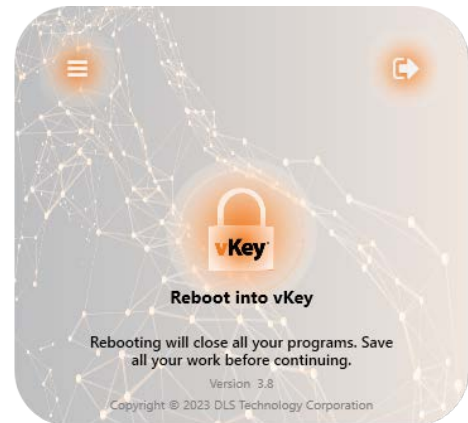 vKey
Reboot into vKey
Rebooting will close all your programs. Save
all your work before continuing.
Version 3.8
Copyright © 2023 DLS Technology Corporation